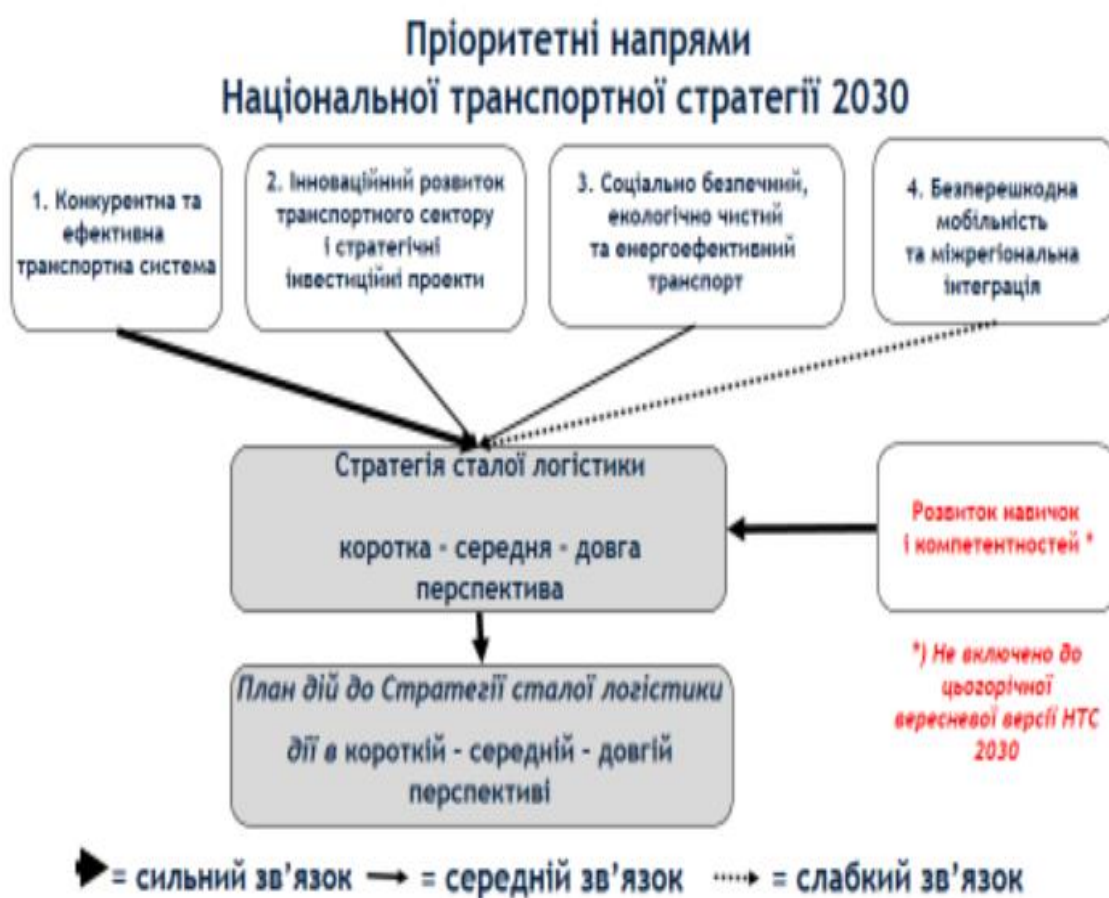 Пріоритетні напрями
Національної транспортної стратегії 2030
1. Конкурентна та
ефективна
транспортна система
2. Інноваційний розвиток
транспортного сектору
і стратегічні
інвестиційні проекти
3. Соціально безпечний,
екологічно чистий
та енергоефективний
транспорт
4. Безперешкодна
мобільність
та міжрегіональна
інтеграція
Стратегія сталої логістики
коротка - середня - довга
перспектива
Розвиток навичок
і компетентностей *
*) Не включено до
цьогорічної
вересневої версії НТС
2030
План дій до Стратегії сталої логістики
дії в короткій - середній - довгій
перспективі
= сильний зв’язок = середній зв’язок = слабкий зв’язок